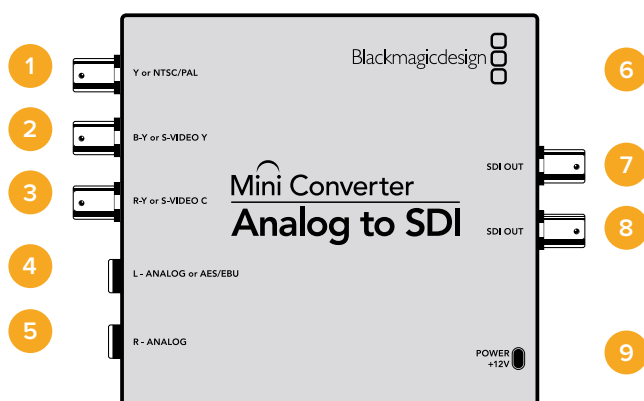 1
Y or NTSC/PAL
Blackmagicdesign
6
2
B-Y or S-VIDEO Y
SDI OUT
7
3
R-Y or S-VIDEO C
Mini Converter
Analog to SDI
SDI OUT
8
4
L - ANALOG or AES/EBU
5
R - ANALOG
POWER
+12V
9